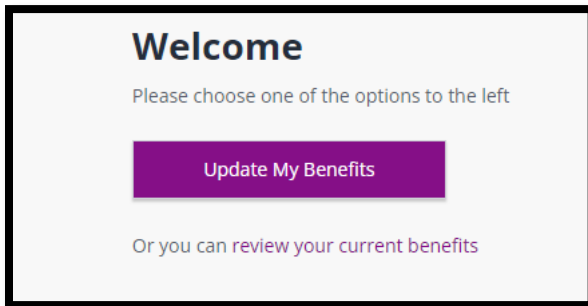 Welcome
Please choose one of the options to the left
Update My Benefits
Or you can review your current benefits